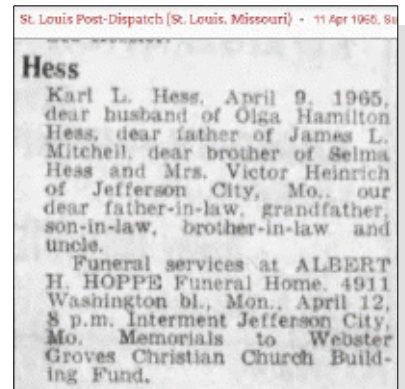 St. Louis Post-Dispatch (St. Louis, Missouri) · 11 Apr 1965, Su
Hess
Karl L. Hess, April 9, 1965,
dear husband of Olga Hamilton
Hess, dear father of James L.
Mitchell, dear brother of Selma
Hess and Mrs. Victor Heinrich
of Jefferson City, Mo., our
dear father-in-law, grandfather,
son-in-law, brother-in-law and
uncle.
Funeral services at ALBERT
H. HOPPE Funeral Home, 4911
Washington bl., Mon., April 12,
8 p.m. Interment Jefferson City,
Mo. Memorials to Webster
Groves Christian Church Build-
ing Fund.